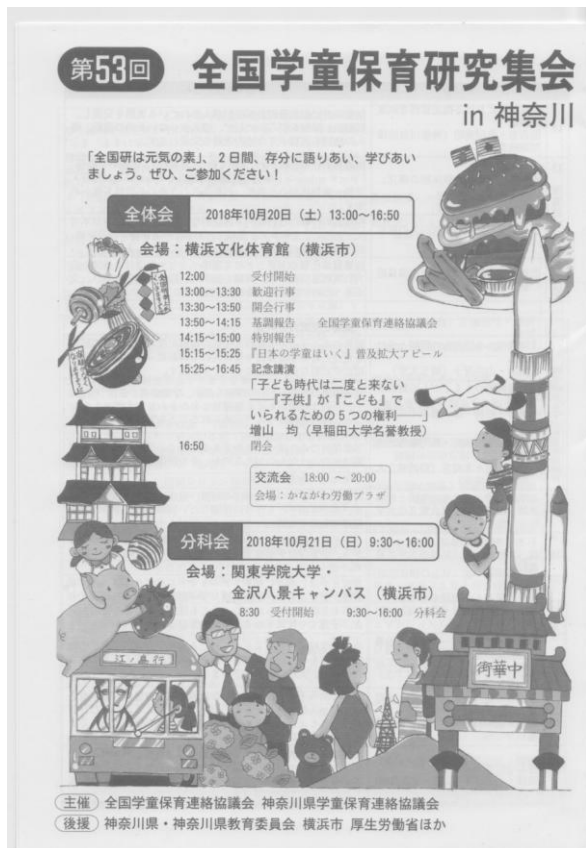 第53回 全国学童保育研究集会
in 神奈川
「全国研は元気の素」、2日間、存分に語りあい、学びあい
ましょう。ぜひ、ご参加ください！
全体会 2018年10月20日（土）13:00〜16:50
会場：横浜文化体育館（横浜市）
12:00 受付開始
13:00〜13:30 歓迎行事
13:30〜13:50 開会行事
13:50〜14:15 基調報告 全国学童保育連絡協議会
14:15〜15:00 特別報告
15:15〜15:25 『日本の学童ほいく』普及拡大アピール
15:25〜16:45 記念講演
「子ども時代は二度と来ない
──『子供』が『こども』で
いられるための5つの権利──」
増山 均（早稲田大学名誉教授）
16:50 閉会
交流会 18:00 〜 20:00
会場：かながわ労働プラザ
分科会 2018年10月21日（日）9:30〜16:00
会場：関東学院大学・
金沢八景キャンパス（横浜市）
8:30 受付開始 9:30〜16:00 分科会
江ノ島行
街華中
主催 全国学童保育連絡協議会 神奈川県学童保育連絡協議会
後援 神奈川県・神奈川県教育委員会 横浜市 厚生労働省ほか